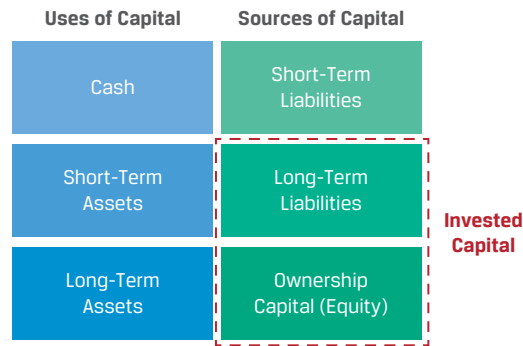 Uses of Capital
Sources of Capital
Cash
Short-Term
Liabilities
Short-Term
Assets
Long-Term
Liabilities
Invested
Capital
Long-Term
Assets
Ownership
Capital (Equity)